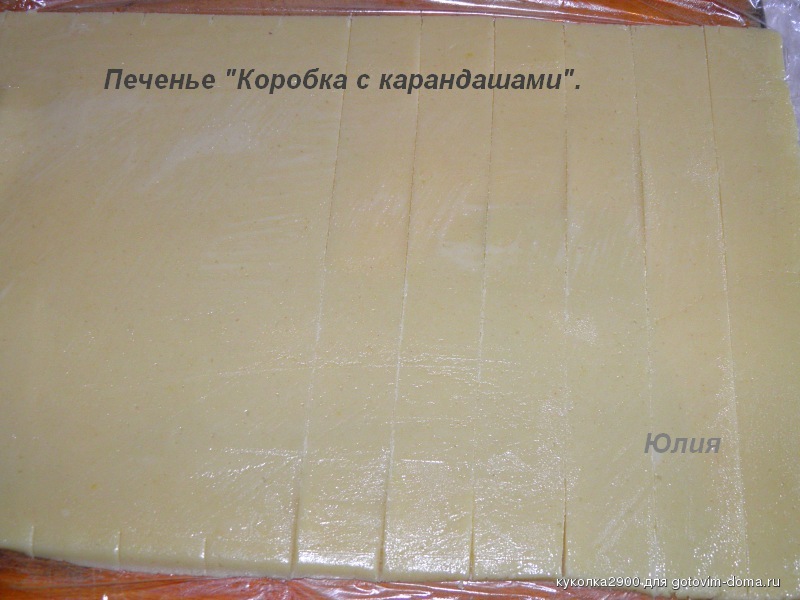 Печенье "Коробка с карандашами".
Юлия
куколка2900 для gotovim-doma.ru